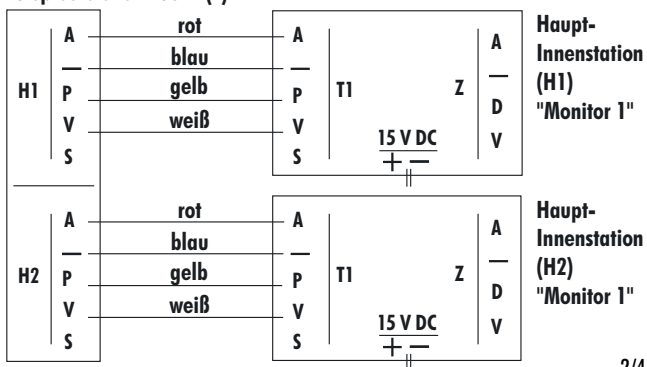 rot
A A A
blau
— — —
H1 P gelb P T1 Z D
V weiß V V
S 15 V DC S
+ —
Haupt-
Innenstation
(H1)
"Monitor 1"
rot
A A A
blau
— — —
H2 P gelb P T1 Z D
V weiß V V
S 15 V DC S
+ —
Haupt-
Innenstation
(H2)
"Monitor 1"